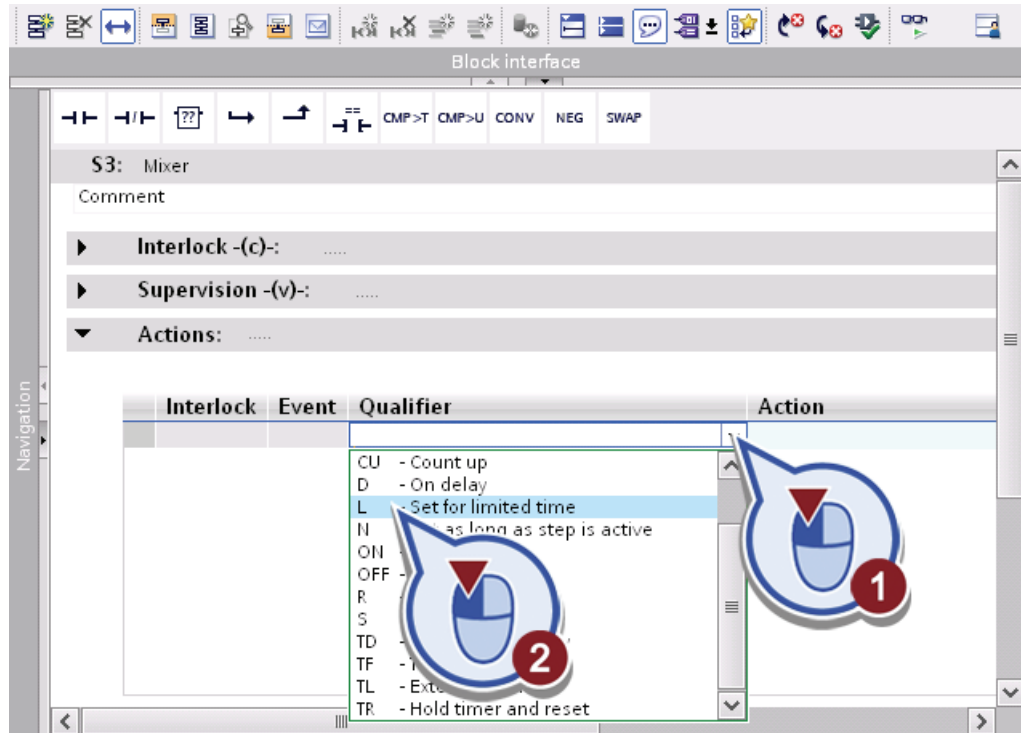 Block interface
??
==
CMP>T CMP>U CONV NEG SWAP
S3: Mixer
Comment
Interlock -(c)-: .....
Supervision -(v)-: .....
Actions: .....
Navigation
Interlock Event Qualifier Action
CU - Count up
D - On delay
L - Set for limited time
N as long as step is active
ON
OFF -
R
S
TD
TF
TL
TR - Hold timer and reset
1
2